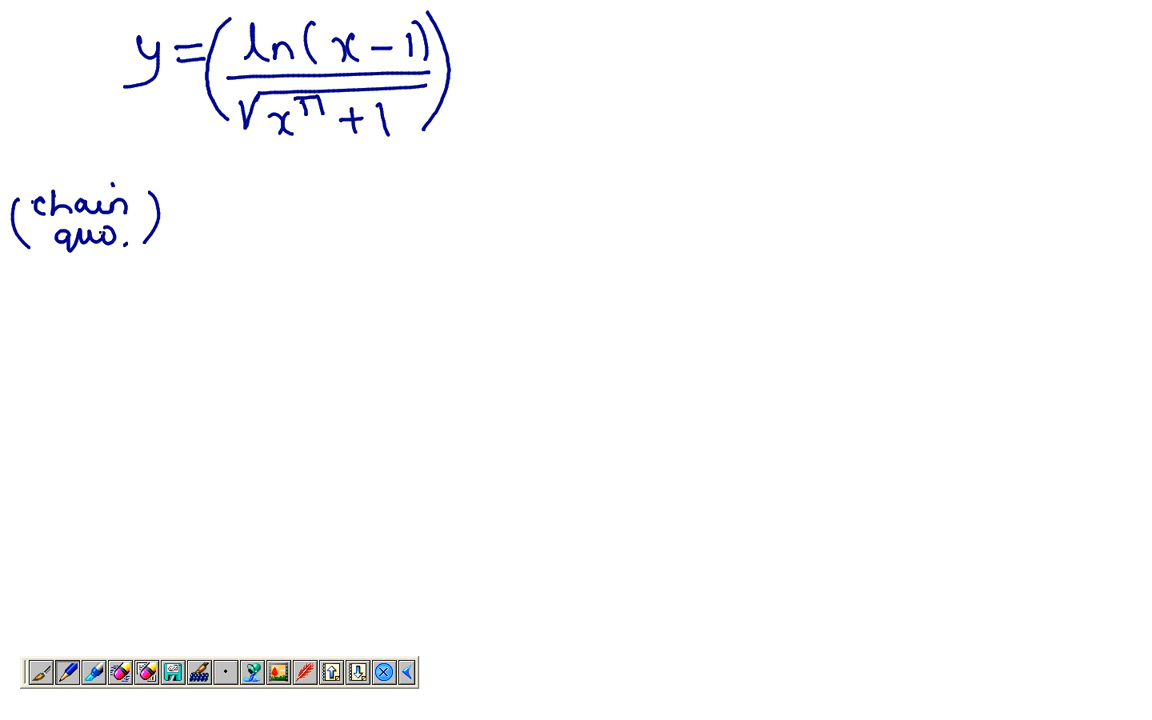 y = ( ln(x - 1) / √(x^π + 1) )
(chain
quo.)